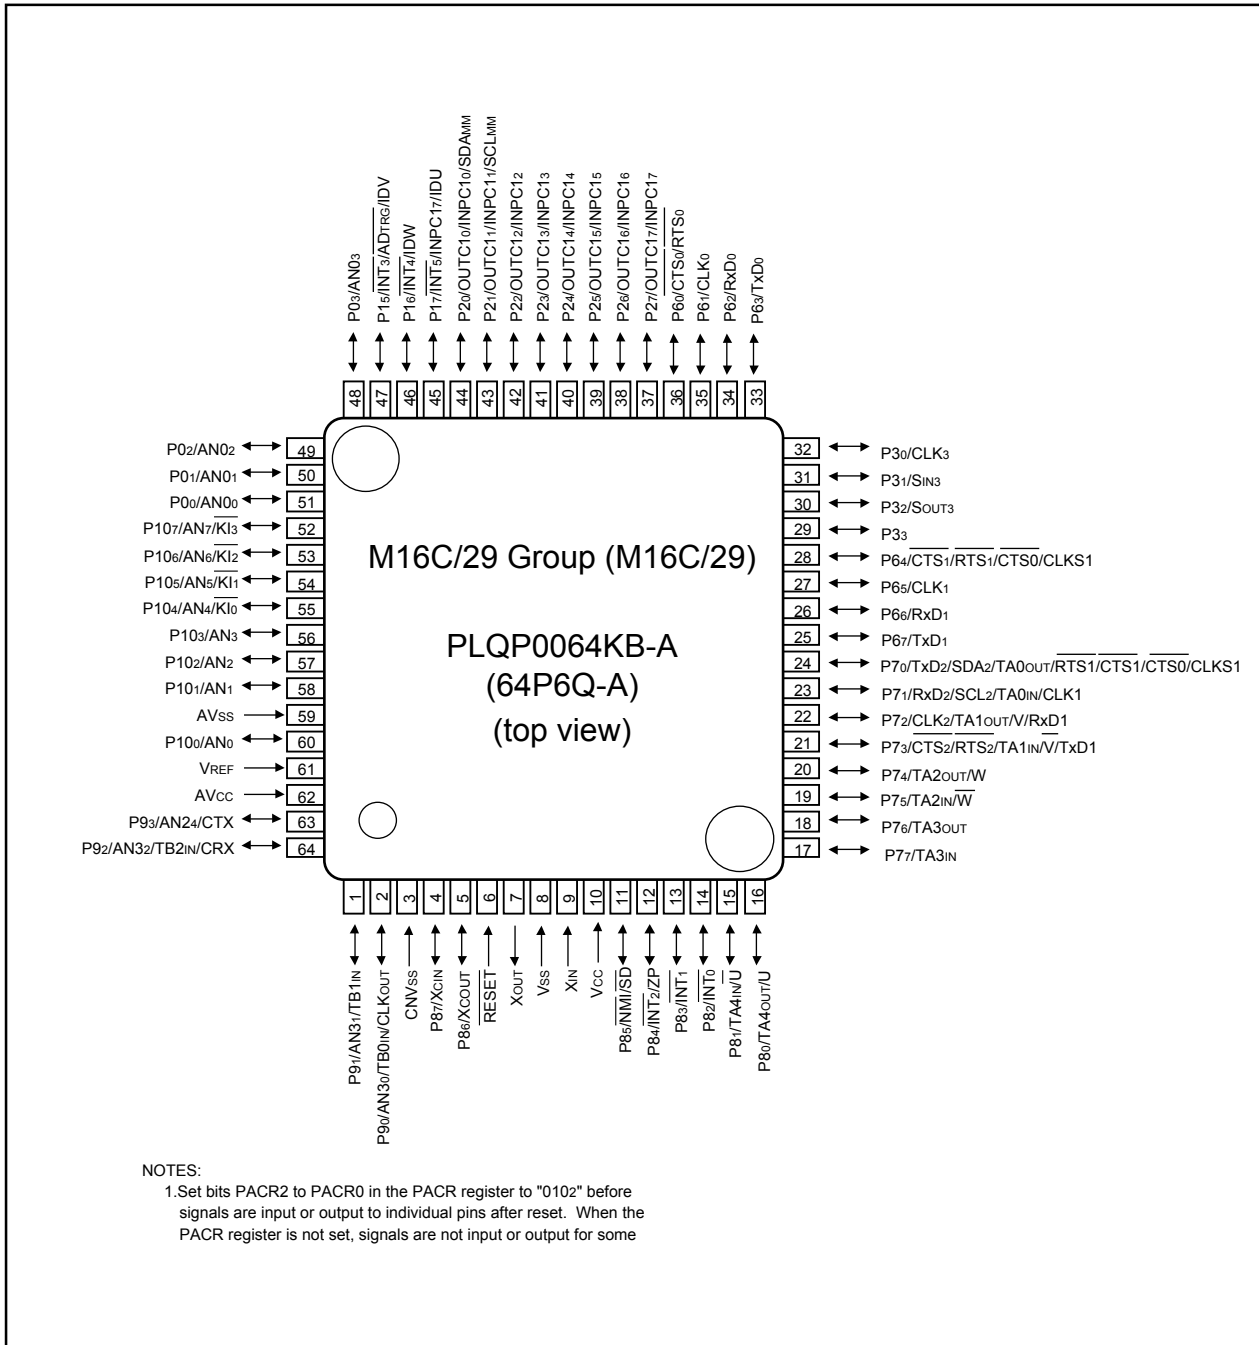 P03/AN03
P15/INT3/ADTRG/IDV
P16/INT4/IDW
P17/INT5/INPC17/IDU
P20/OUTC10/INPC10/SDAMM
P21/OUTC11/INPC11/SCLMM
P22/OUTC12/INPC12
P23/OUTC13/INPC13
P24/OUTC14/INPC14
P25/OUTC15/INPC15
P26/OUTC16/INPC16
P27/OUTC17/INPC17
P60/CTS0/RTS0
P61/CLK0
P62/RxD0
P63/TxD0
48 47 46 45 44 43 42 41 40 39 38 37 36 35 34 33
P02/AN02 49
P01/AN01 50
P00/AN00 51
P107/AN7/KI3 52
P106/AN6/KI2 53
P105/AN5/KI1 54
P104/AN4/KI0 55
P103/AN3 56
P102/AN2 57
P101/AN1 58
AVSS 59
P100/AN0 60
VREF 61
AVCC 62
P93/AN24/CTX 63
P92/AN32/TB2IN/CRX 64
M16C/29 Group (M16C/29)
PLQP0064KB-A
(64P6Q-A)
(top view)
32 P30/CLK3
31 P31/SIN3
30 P32/SOUT3
29 P33
28 P64/CTS1/RTS1/CTS0/CLKS1
27 P65/CLK1
26 P66/RxD1
25 P67/TxD1
24 P70/TxD2/SDA2/TA0OUT/RTS1/CTS1/CTS0/CLKS1
23 P71/RxD2/SCL2/TA0IN/CLK1
22 P72/CLK2/TA1OUT/V/RxD1
21 P73/CTS2/RTS2/TA1IN/V/TxD1
20 P74/TA2OUT/W
19 P75/TA2IN/W
18 P76/TA3OUT
17 P77/TA3IN
1 2 3 4 5 6 7 8 9 10 11 12 13 14 15 16
P91/AN31/TB1IN
P90/AN30/TB0IN/CLKOUT
CNVSS
P87/XCIN
P86/XCOUT
RESET
XOUT
VSS
XIN
VCC
P85/NMI/SD
P84/INT2/ZP
P83/INT1
P82/INT0
P81/TA4IN/U
P80/TA4OUT/U
NOTES:
1.Set bits PACR2 to PACR0 in the PACR register to "0102" before
signals are input or output to individual pins after reset. When the
PACR register is not set, signals are not input or output for some